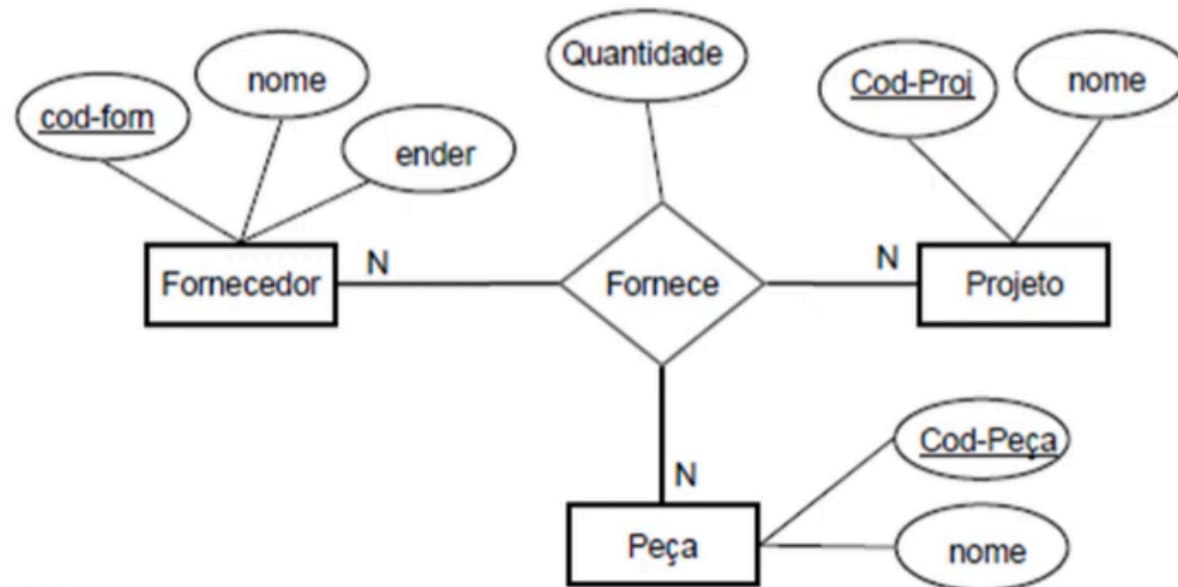 Quantidade
nome
Cod-Proj
nome
cod-forn
ender
N
N
Fornecedor
Fornece
Projeto
Cod-Peça
N
Peça
nome